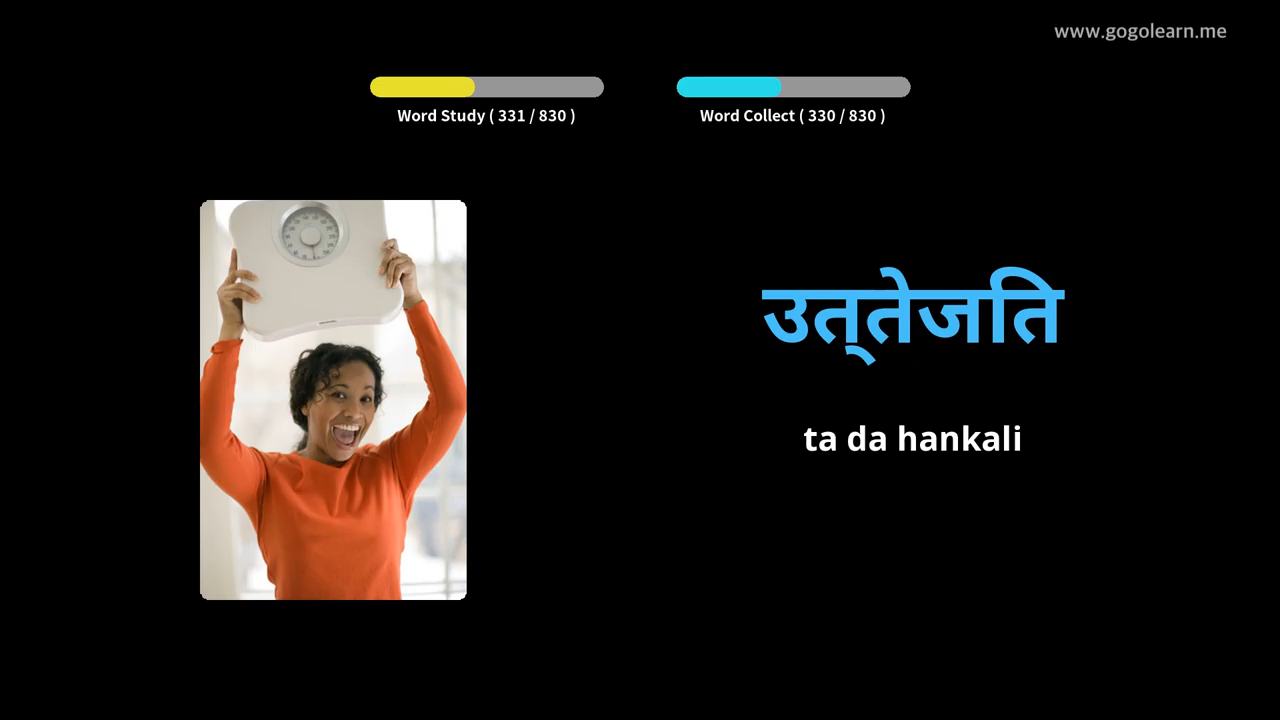 www.gogolearn.me
Word Study ( 331 / 830 )
Word Collect ( 330 / 830 )
उत्तेजति
ta da hankali